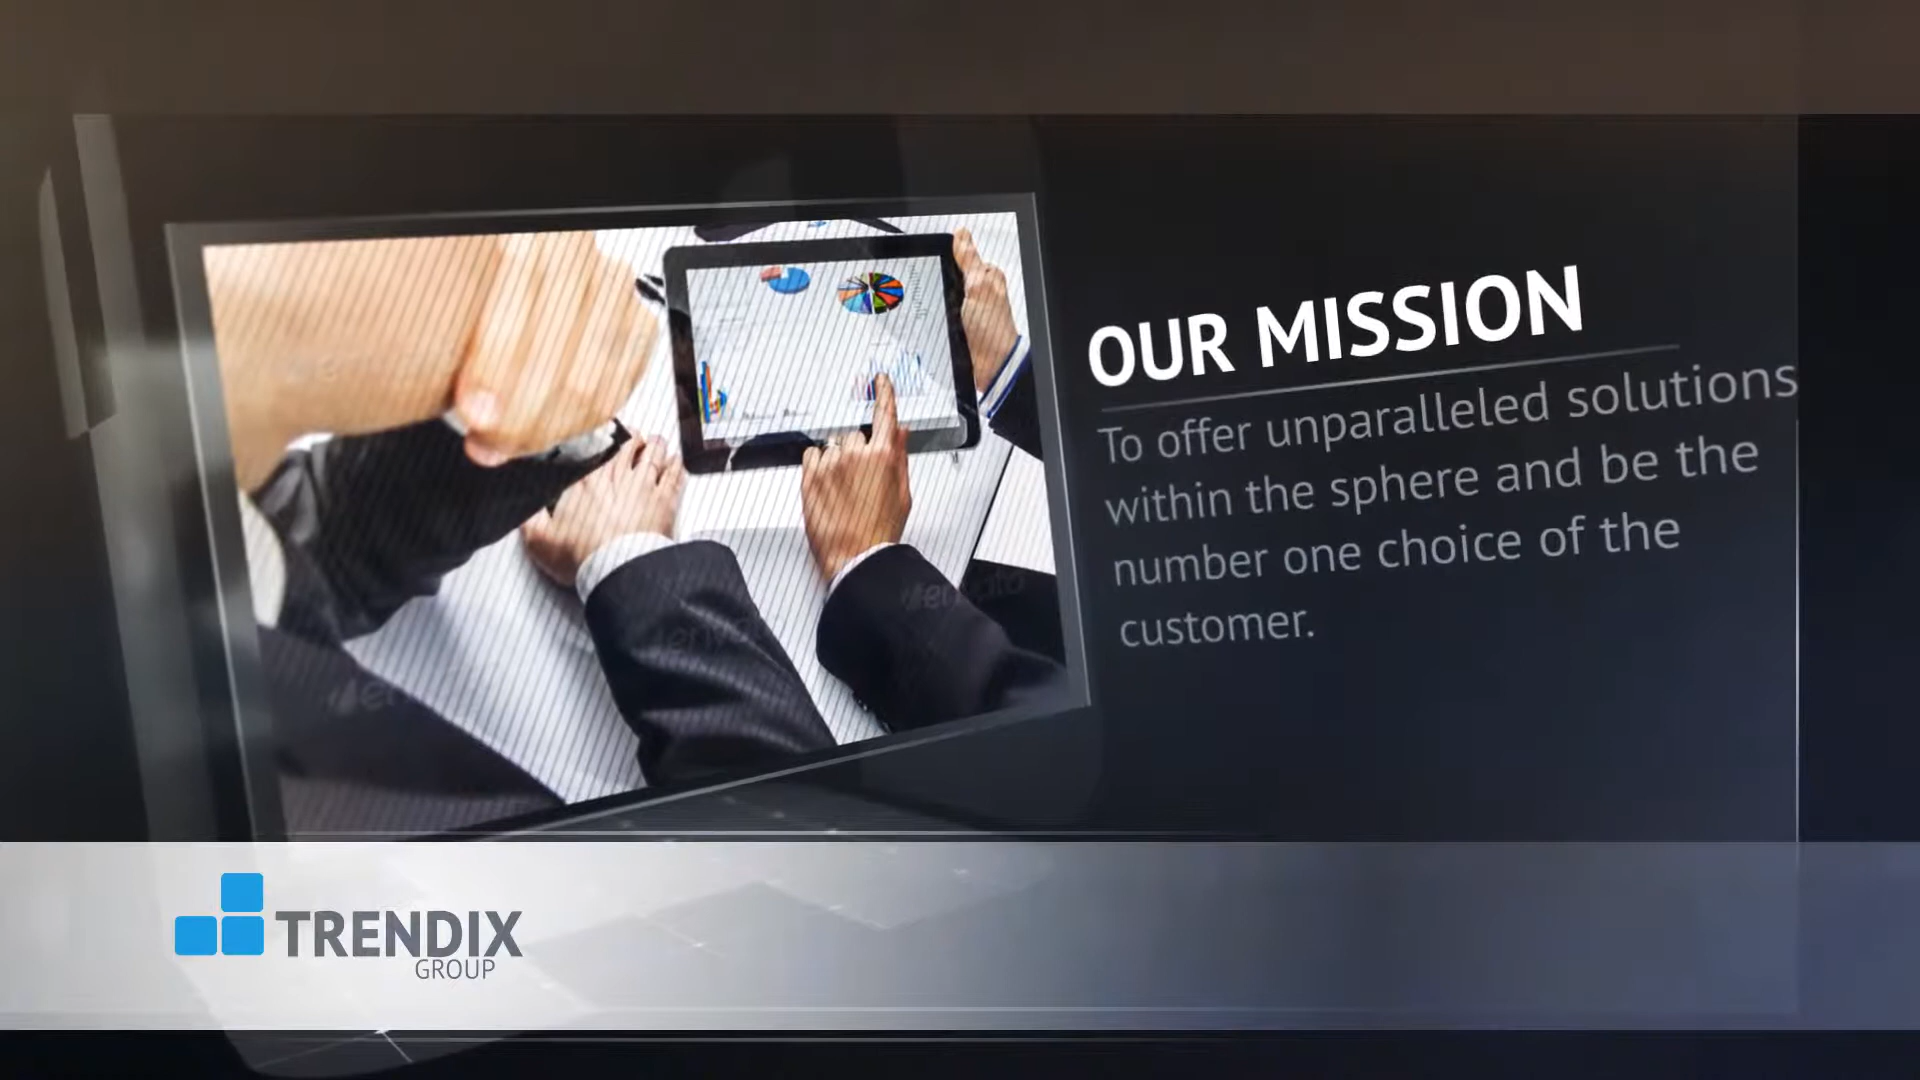 OUR MISSION
To offer unparalleled solutions
within the sphere and be the
number one choice of the
customer.
TRENDIX
GROUP